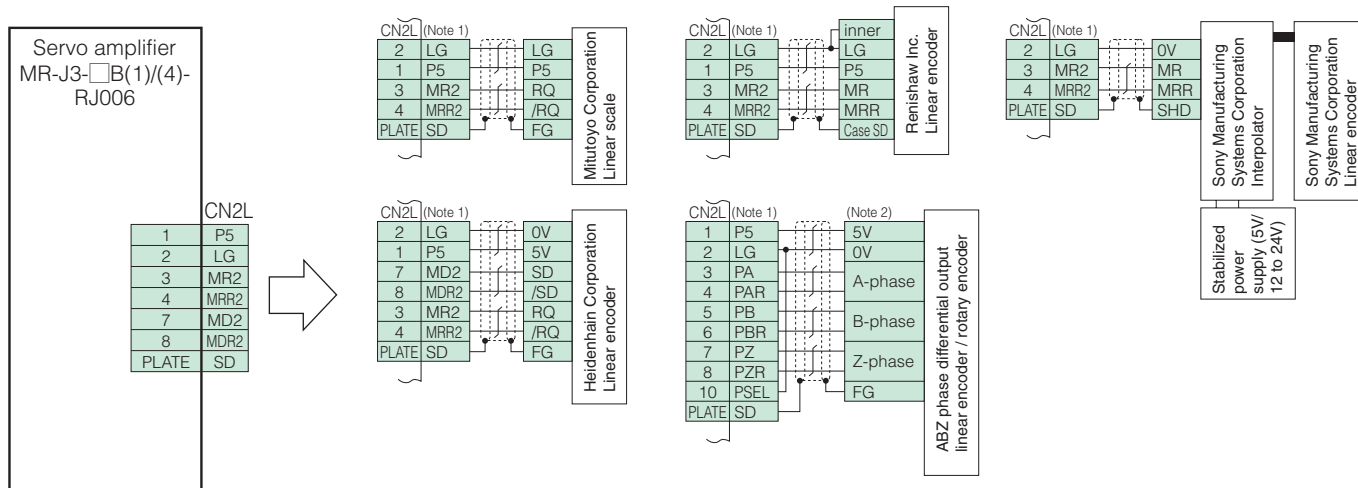 Servo amplifier
MR-J3-□B(1)/(4)-
RJ006
CN2L
1 P5
2 LG
3 MR2
4 MRR2
7 MD2
8 MDR2
PLATE SD
CN2L (Note 1)
2 LG LG
1 P5 P5
3 MR2 RQ
4 MRR2 /RQ
PLATE SD FG
Mitutoyo Corporation
Linear scale
CN2L (Note 1)
inner
2 LG LG
1 P5 P5
3 MR2 MR
4 MRR2 MRR
PLATE SD Case SD
Renishaw Inc.
Linear encoder
CN2L (Note 1)
2 LG 0V
3 MR2 MR
4 MRR2 MRR
PLATE SD SHD
Sony Manufacturing
Systems Corporation
Interpolator
Sony Manufacturing
Systems Corporation
Linear encoder
Stabilized
power
supply (5V/
12 to 24V)
CN2L (Note 1)
2 LG 0V
1 P5 5V
7 MD2 SD
8 MDR2 /SD
3 MR2 RQ
4 MRR2 /RQ
PLATE SD FG
Heidenhain Corporation
Linear encoder
CN2L (Note 1) (Note 2)
1 P5 5V
2 LG 0V
3 PA
A-phase
4 PAR
5 PB
B-phase
6 PBR
7 PZ
Z-phase
8 PZR
10 PSEL FG
PLATE SD
ABZ phase differential output
linear encoder / rotary encoder